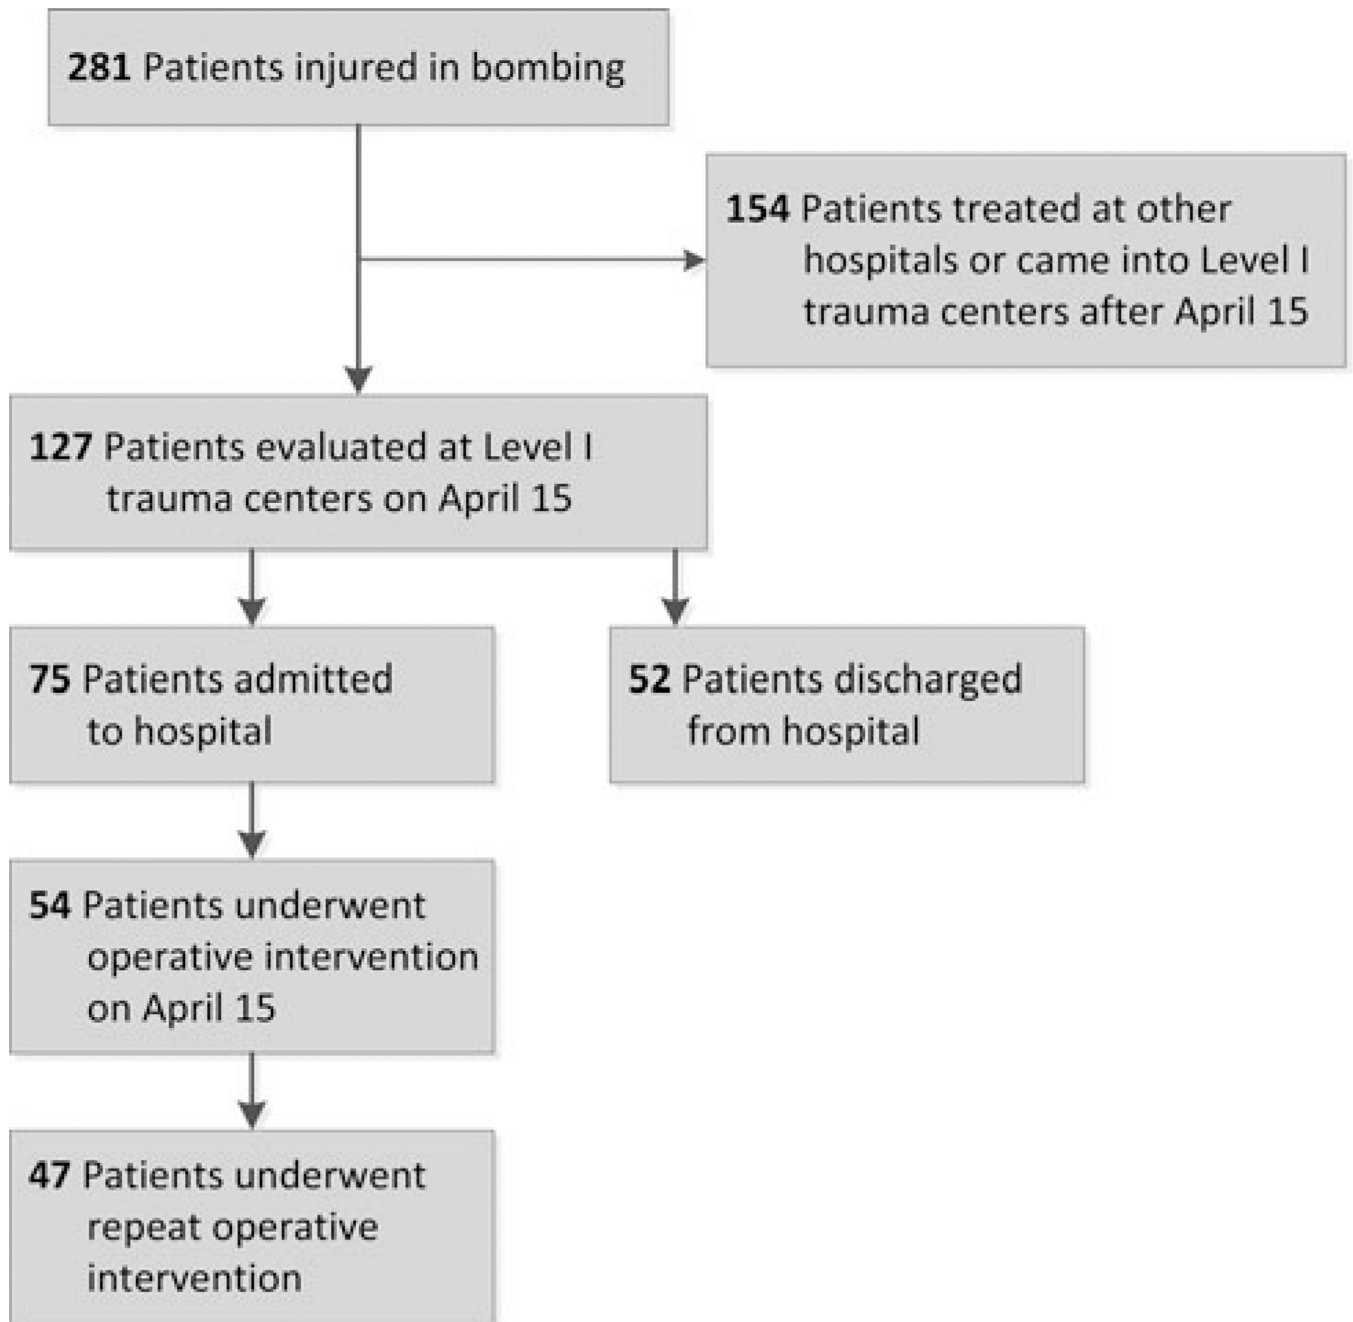 281 Patients injured in bombing
154 Patients treated at other
hospitals or came into Level I
trauma centers after April 15
127 Patients evaluated at Level I
trauma centers on April 15
75 Patients admitted
to hospital
52 Patients discharged
from hospital
54 Patients underwent
operative intervention
on April 15
47 Patients underwent
repeat operative
intervention